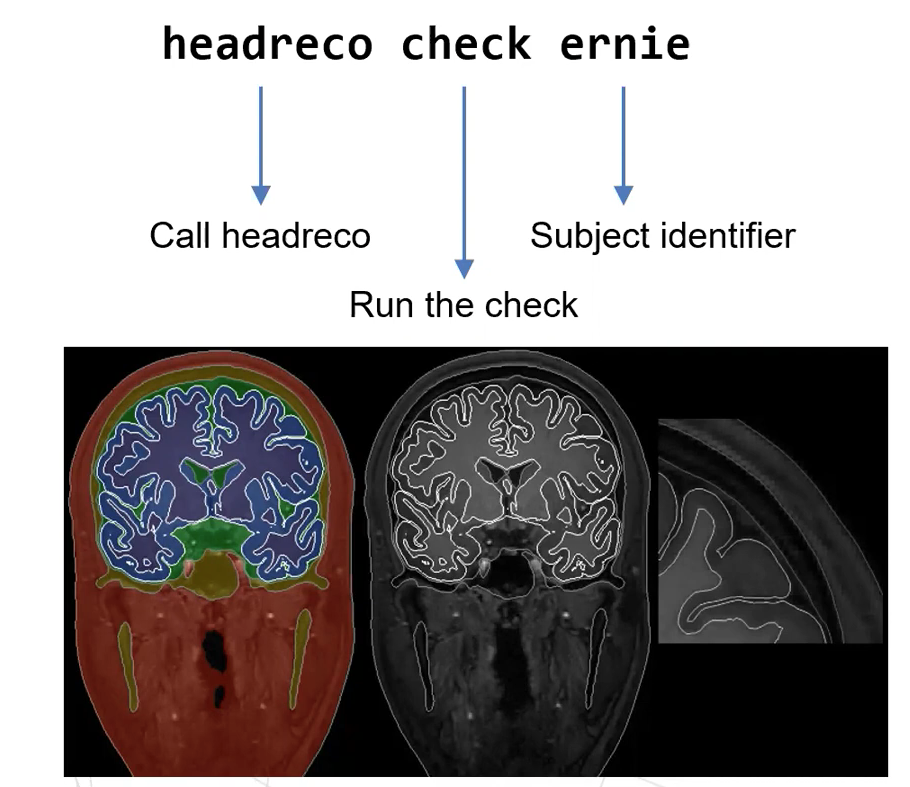 headreco check ernie
Call headreco
Subject identifier
Run the check